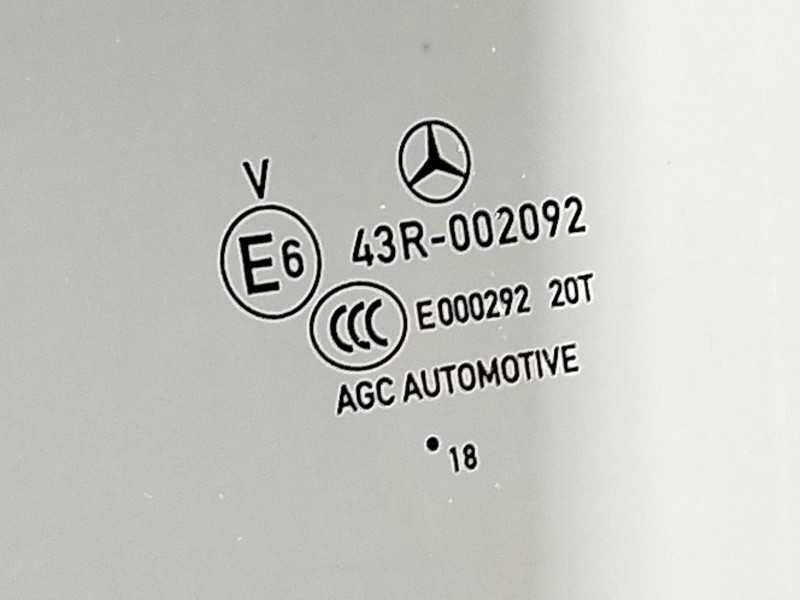 V
E6 43R-002092
CCC E000292 20T
AGC AUTOMOTIVE
• 18